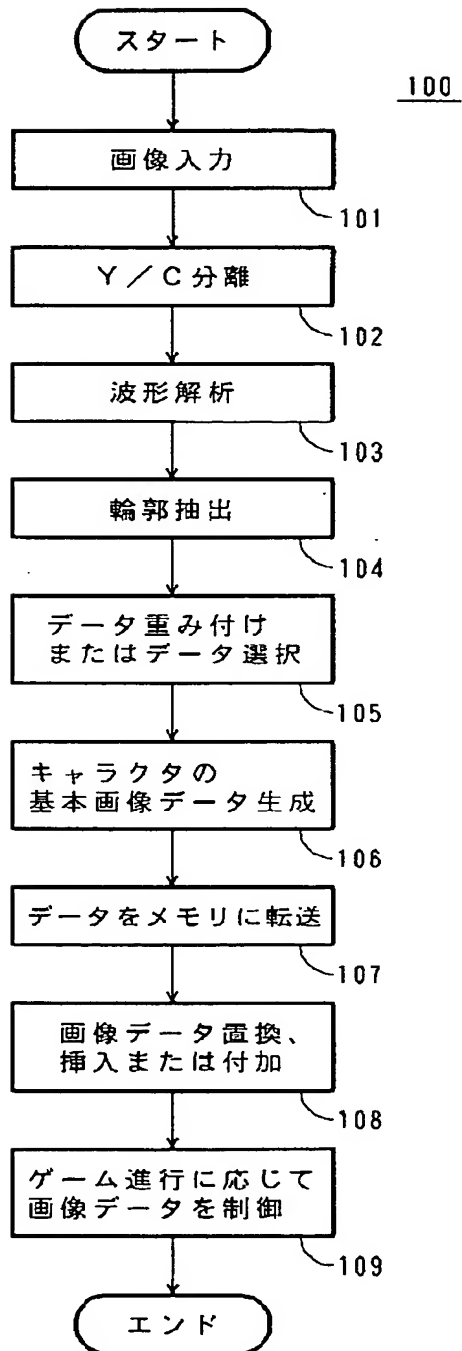 スタート
100
画像入力
101
Y/C分離
102
波形解析
103
輪郭抽出
104
データ重み付け
またはデータ選択
105
キャラクタの
基本画像データ生成
106
データをメモリに転送
107
画像データ置換、
挿入または付加
108
ゲーム進行に応じて
画像データを制御
109
エンド